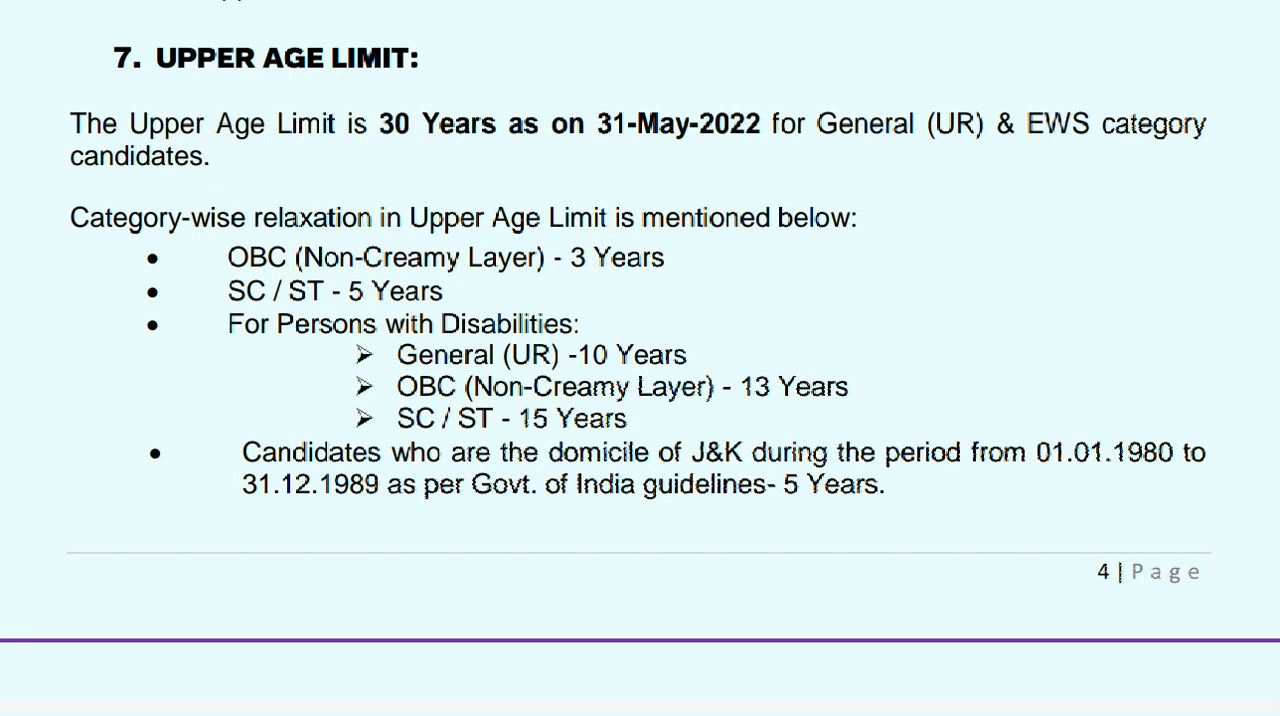 7. UPPER AGE LIMIT:
The Upper Age Limit is 30 Years as on 31-May-2022 for General (UR) & EWS category
candidates.
Category-wise relaxation in Upper Age Limit is mentioned below:
• OBC (Non-Creamy Layer) - 3 Years
• SC / ST - 5 Years
• For Persons with Disabilities:
➢ General (UR) -10 Years
➢ OBC (Non-Creamy Layer) - 13 Years
➢ SC / ST - 15 Years
• Candidates who are the domicile of J&K during the period from 01.01.1980 to
31.12.1989 as per Govt. of India guidelines- 5 Years.
4 | Page